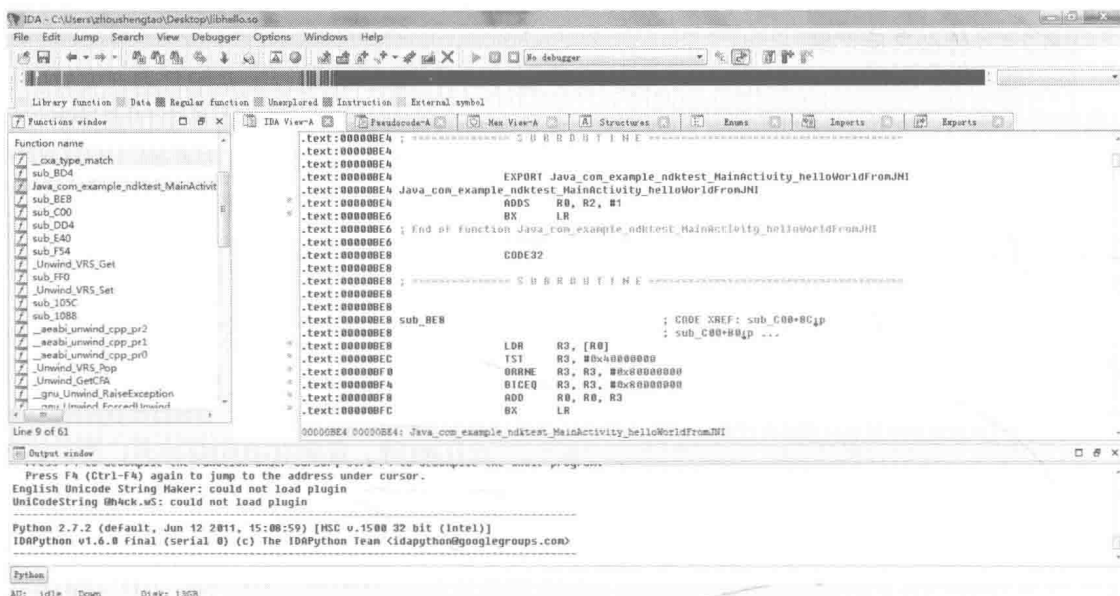 IDA - C:\Users\zhoushengtao\Desktop\libhello.so
File Edit Jump Search View Debugger Options Windows Help
No debugger
Library function Data Regular function Unexplored Instruction External symbol
Functions window
IDA View-A Pseudocode-A Hex View-A Structures Enums Imports Exports
Function name
__cxa_type_match
sub_BD4
Java_com_example_ndktest_MainActivit
sub_BE8
sub_C00
sub_DD4
sub_E40
sub_F54
_Unwind_VRS_Get
sub_FF0
_Unwind_VRS_Set
sub_105C
sub_1088
__aeabi_unwind_cpp_pr2
__aeabi_unwind_cpp_pr1
__aeabi_unwind_cpp_pr0
_Unwind_VRS_Pop
_Unwind_GetCFA
__gnu_Unwind_RaiseException
__gnu_Unwind_ForcedUnwind
Line 9 of 61
.text:00000BE4 ; =============== S U B R O U T I N E =======================================
.text:00000BE4
.text:00000BE4
.text:00000BE4 EXPORT Java_com_example_ndktest_MainActivity_helloWorldFromJNI
.text:00000BE4 Java_com_example_ndktest_MainActivity_helloWorldFromJNI
.text:00000BE4 ADDS R0, R2, #1
.text:00000BE6 BX LR
.text:00000BE6 ; End of function Java_com_example_ndktest_MainActivity_helloWorldFromJNI
.text:00000BE6
.text:00000BE8 CODE32
.text:00000BE8
.text:00000BE8 ; =============== S U B R O U T I N E =======================================
.text:00000BE8
.text:00000BE8
.text:00000BE8 sub_BE8 ; CODE XREF: sub_C00+8C↓p
.text:00000BE8 ; sub_C00+B0↓p ...
.text:00000BE8 LDR R3, [R0]
.text:00000BEC TST R3, #0x40000000
.text:00000BF0 ORRNE R3, R3, #0x80000000
.text:00000BF4 BICEQ R3, R3, #0x80000000
.text:00000BF8 ADD R0, R0, R3
.text:00000BFC BX LR
00000BE4 00000BE4: Java_com_example_ndktest_MainActivity_helloWorldFromJNI
Output window
Press F4 (Ctrl-F4) again to jump to the address under cursor.
English Unicode String Maker: could not load plugin
UniCodeString @h4ck.wS: could not load plugin
Python 2.7.2 (default, Jun 12 2011, 15:08:59) [MSC v.1500 32 bit (Intel)]
IDAPython v1.6.0 final (serial 0) (c) The IDAPython Team <idapython@googlegroups.com>
Python
AU: idle Down Disk: 13GB